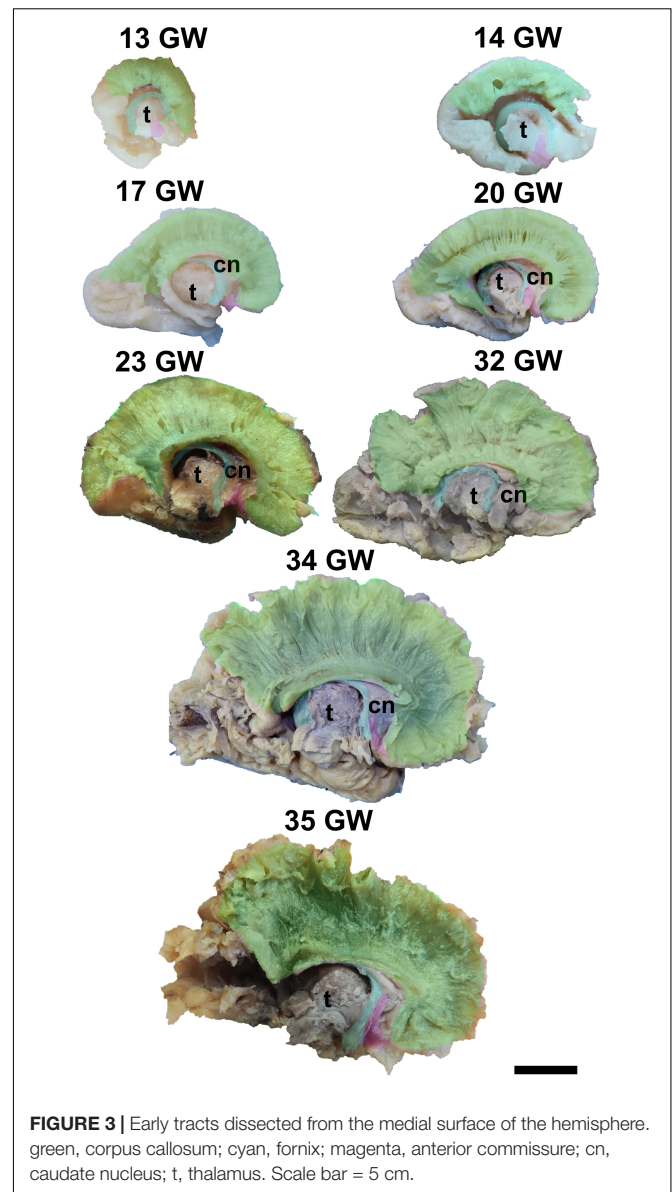 13 GW
14 GW
t
t
17 GW
20 GW
cn
t
t
cn
23 GW
32 GW
t
cn
t
cn
34 GW
t
cn
35 GW
t
FIGURE 3 | Early tracts dissected from the medial surface of the hemisphere.
green, corpus callosum; cyan, fornix; magenta, anterior commissure; cn,
caudate nucleus; t, thalamus. Scale bar = 5 cm.